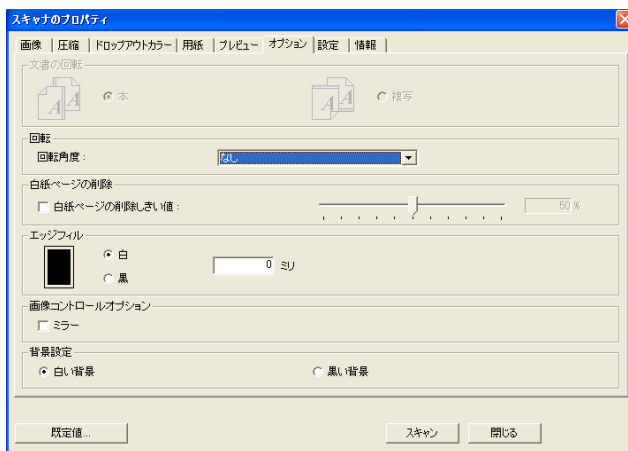 スキャナのプロパティ
画像 圧縮 ドロップアウトカラー 用紙 プレビュー オプション 設定 情報
文書の回転
A A 本 A A 複写
回転
回転角度: なし
白紙ページの削除
白紙ページの削除しきい値: 50 %
エッジフィル
白
0 ミリ
黒
画像コントロールオプション
ミラー
背景設定
白い背景 黒い背景
既定値... スキャン 閉じる